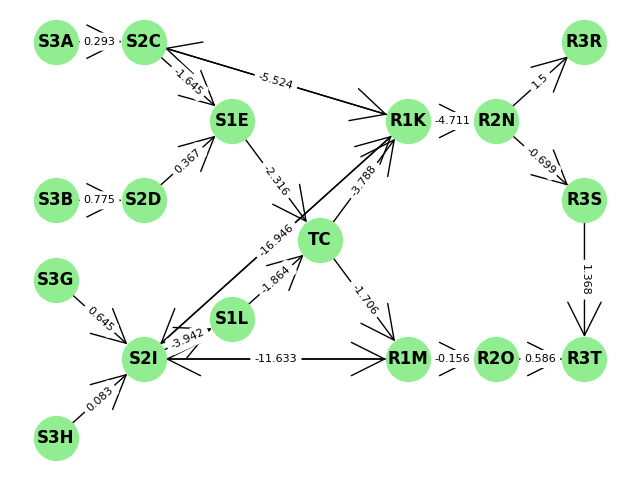 S3A 0.293 S2C R3R
-5.524
-1.645 1.5
S1E R1K -4.711 R2N
0.367 -0.699
-2.316 -3.788
S3B 0.775 S2D R3S
-16.946 TC
S3G -1.864 1.368
0.645 S1L
-3.942
S2I -11.633 R1M -0.156 R2O 0.586 R3T
-1.706
0.083
S3H